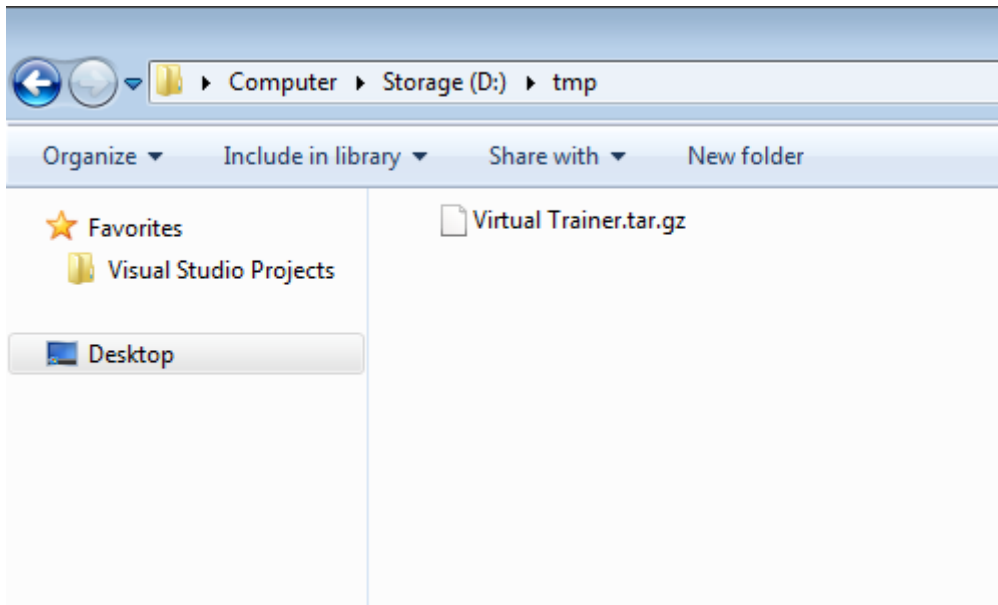 Computer Storage (D:) tmp
Organize Include in library Share with New folder
Favorites
Visual Studio Projects
Desktop
Virtual Trainer.tar.gz